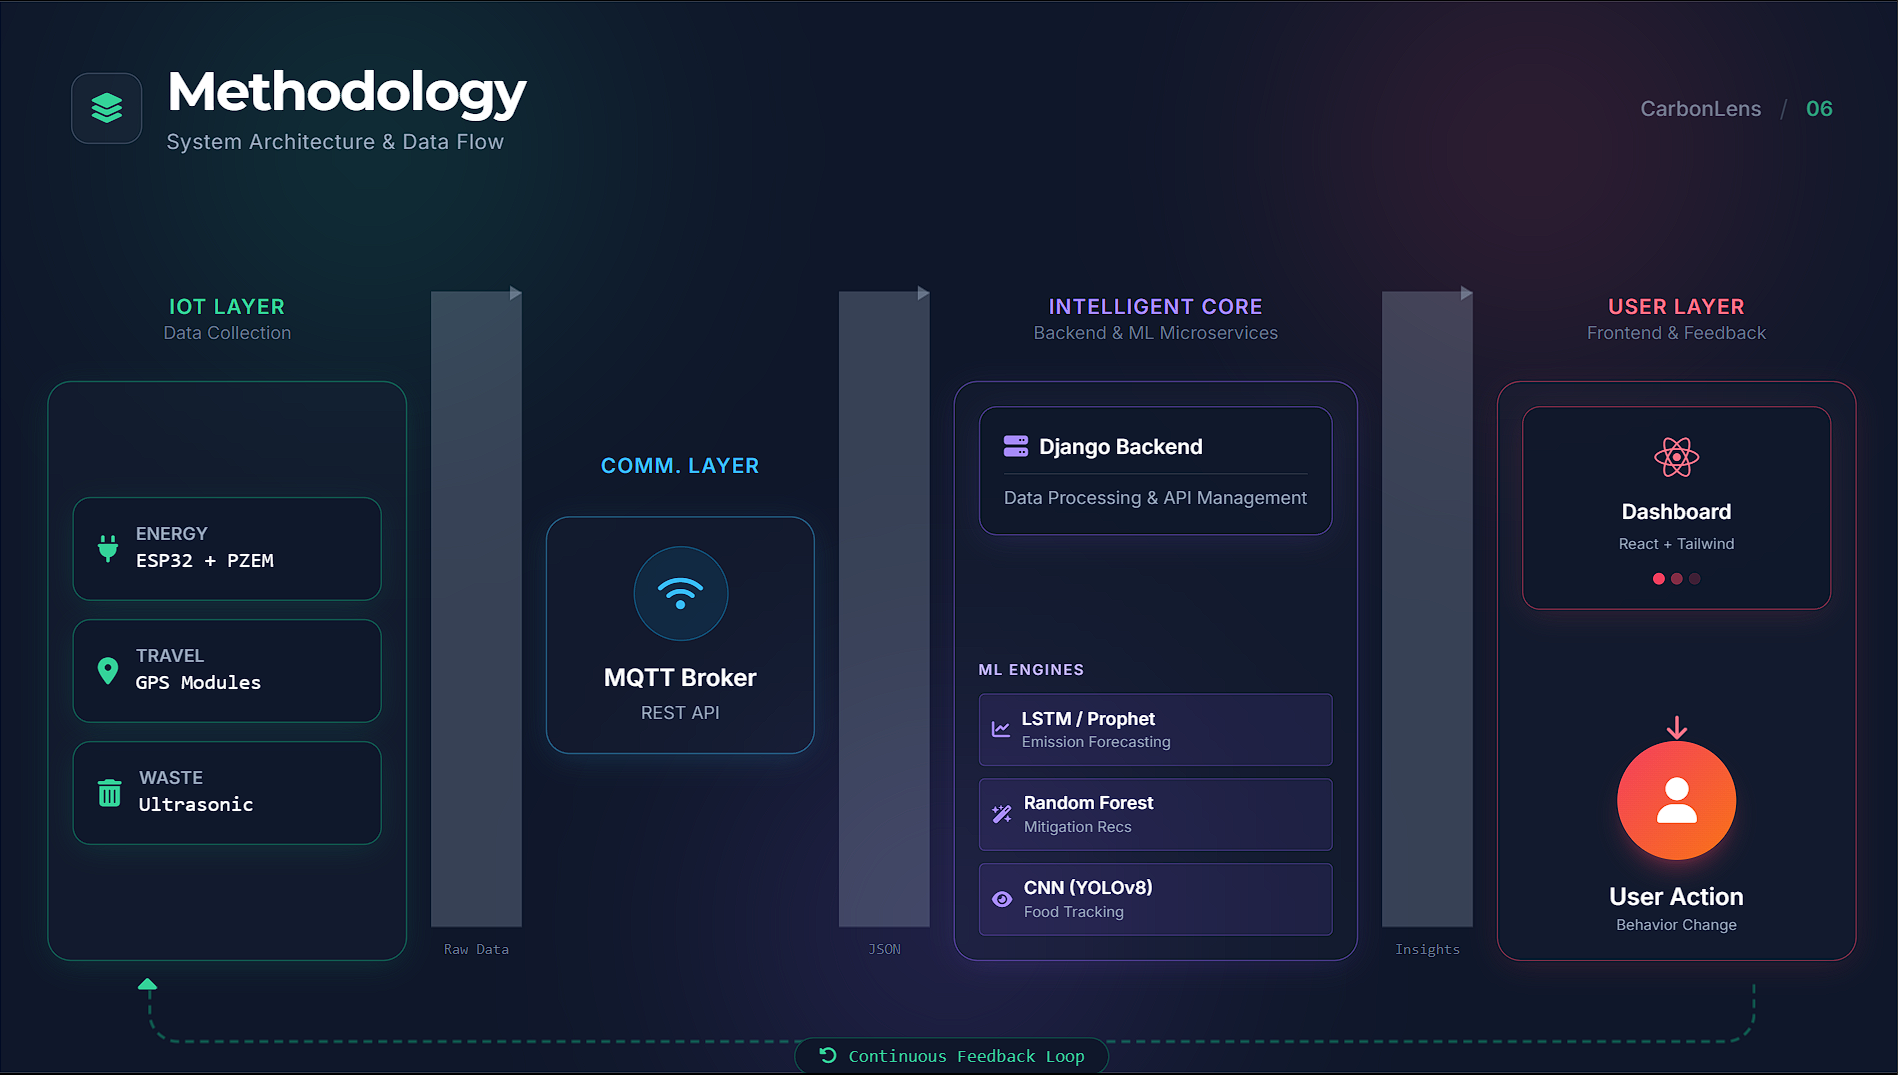 Methodology
System Architecture & Data Flow
CarbonLens / 06
IOT LAYER
Data Collection
ENERGY
ESP32 + PZEM
TRAVEL
GPS Modules
WASTE
Ultrasonic
Raw Data
COMM. LAYER
MQTT Broker
REST API
JSON
INTELLIGENT CORE
Backend & ML Microservices
Django Backend
Data Processing & API Management
ML ENGINES
LSTM / Prophet
Emission Forecasting
Random Forest
Mitigation Recs
CNN (YOLOv8)
Food Tracking
Insights
USER LAYER
Frontend & Feedback
Dashboard
React + Tailwind
User Action
Behavior Change
Continuous Feedback Loop